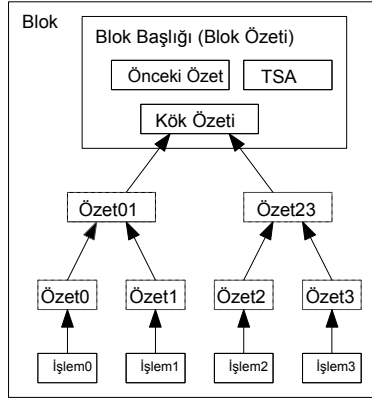 Blok
Blok Başlığı (Blok Özeti)
Önceki Özet TSA
Kök Özeti
Özet01 Özet23
Özet0 Özet1 Özet2 Özet3
İşlem0 İşlem1 İşlem2 İşlem3